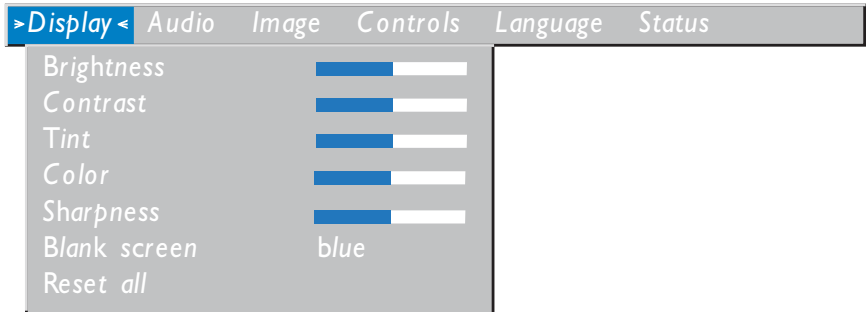 >Display< Audio Image Controls Language Status
Brightness
Contrast
Tint
Color
Sharpness
Blank screen blue
Reset all